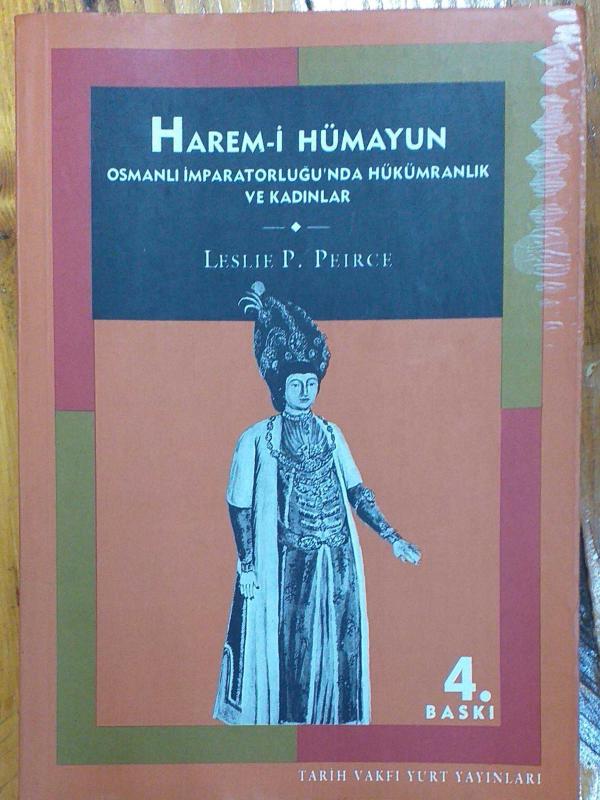 HAREM-İ HÜMAYUN
OSMANLI İMPARATORLUĞU'NDA HÜKÜMRANLIK
VE KADINLAR
LESLIE P. PEIRCE
4.
BASKI
TARİH VAKFI YURT YAYINLARI